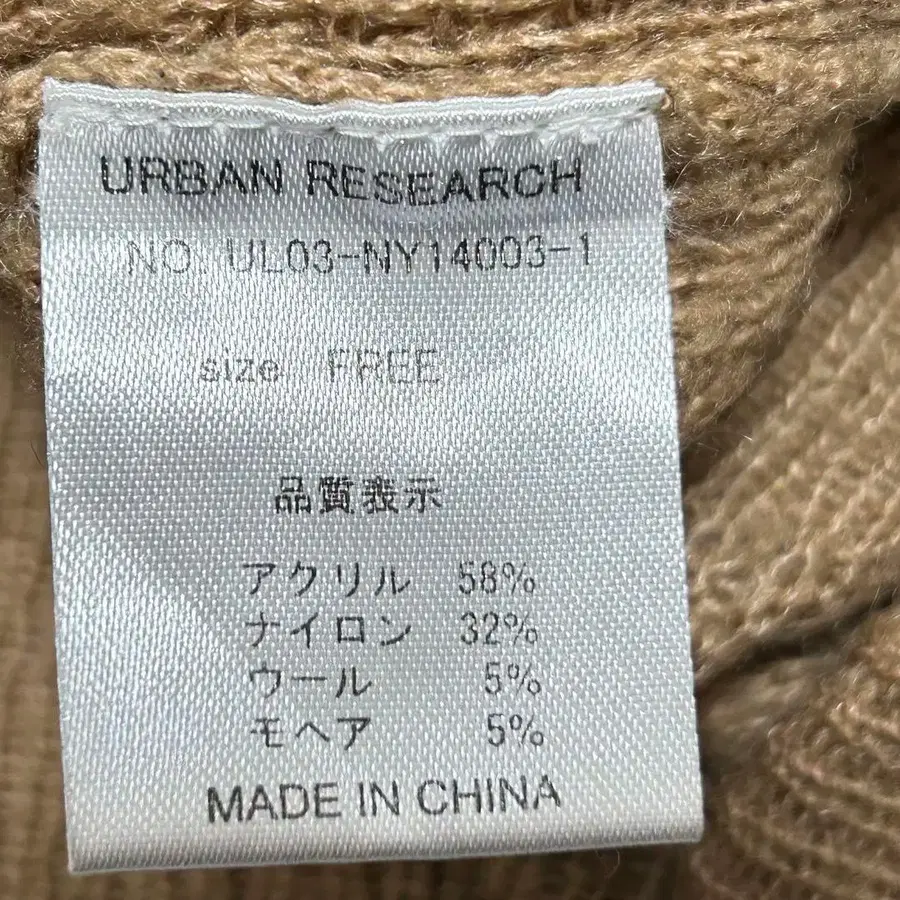 URBAN RESEARCH
NO. UL03-NY14003-1
size FREE
品質表示
アクリル 58%
ナイロン 32%
ウール 5%
モヘア 5%
MADE IN CHINA